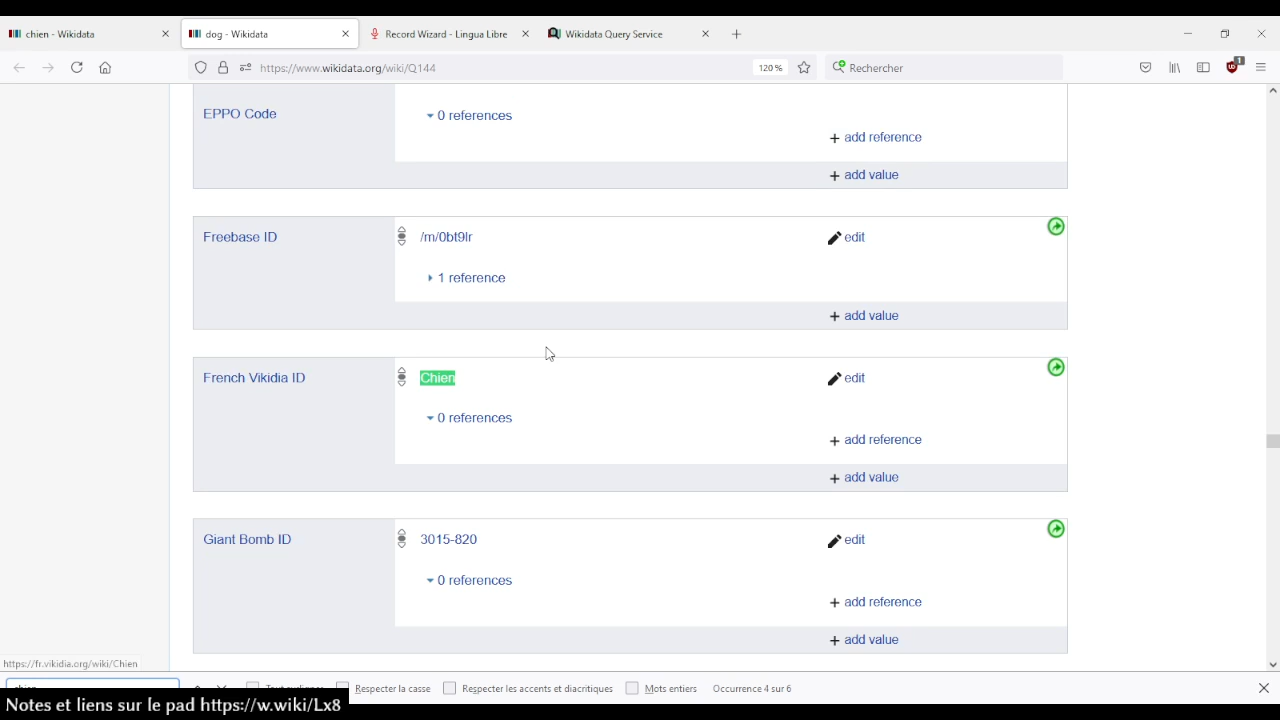 chien - Wikidata
dog - Wikidata
Record Wizard - Lingua Libre
Wikidata Query Service
https://www.wikidata.org/wiki/Q144
120 %
Rechercher
1
EPPO Code
0 references
+ add reference
+ add value
Freebase ID
/m/0bt9lr
edit
1 reference
+ add value
French Vikidia ID
Chien
edit
0 references
+ add reference
+ add value
Giant Bomb ID
3015-820
edit
0 references
+ add reference
+ add value
https://fr.vikidia.org/wiki/Chien
chien
Tout surligner
Respecter la casse
Respecter les accents et diacritiques
Mots entiers
Occurrence 4 sur 6
Notes et liens sur le pad https://w.wiki/Lx8